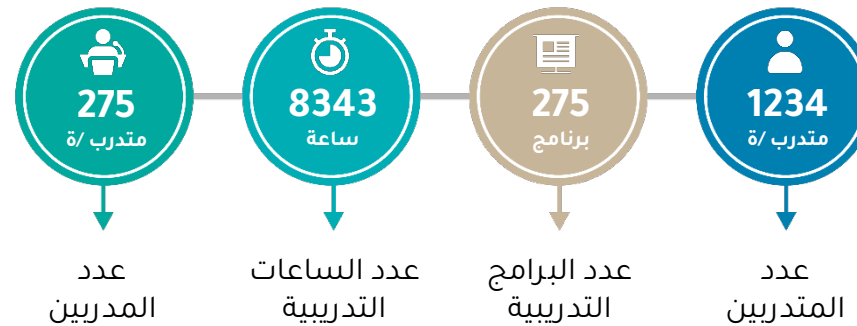 1234
متدرب /ة
عدد
المتدربين
275
برنامج
عدد البرامج
التدريبية
8343
ساعة
عدد الساعات
التدريبية
275
متدرب /ة
عدد
المدربين